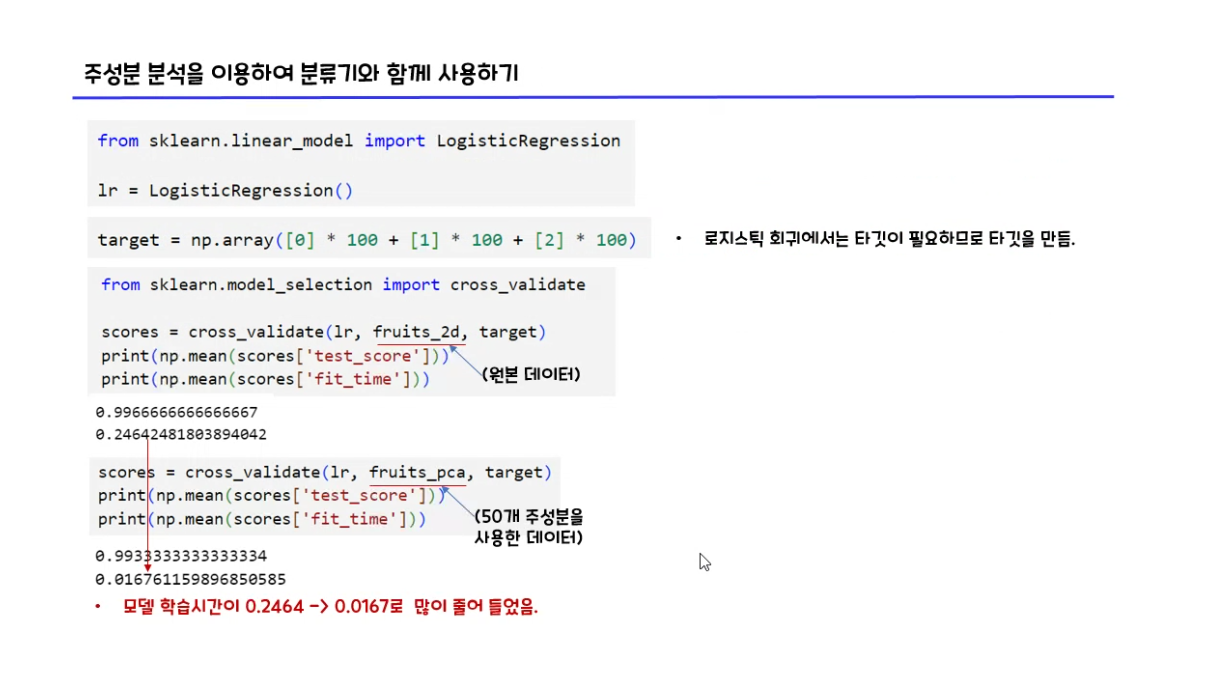 주성분 분석을 이용하여 분류기와 함께 사용하기
from sklearn.linear_model import LogisticRegression
lr = LogisticRegression()
target = np.array([0] * 100 + [1] * 100 + [2] * 100)
• 로지스틱 회귀에서는 타깃이 필요하므로 타깃을 만듬.
from sklearn.model_selection import cross_validate
scores = cross_validate(lr, fruits_2d, target)
print(np.mean(scores['test_score']))
print(np.mean(scores['fit_time']))
(원본 데이터)
0.9966666666666667
0.24642481803894042
scores = cross_validate(lr, fruits_pca, target)
print(np.mean(scores['test_score']))
print(np.mean(scores['fit_time']))
(50개 주성분을
사용한 데이터)
0.9933333333333334
0.016761159896850585
• 모델 학습시간이 0.2464 -> 0.0167로 많이 줄어 들었음.